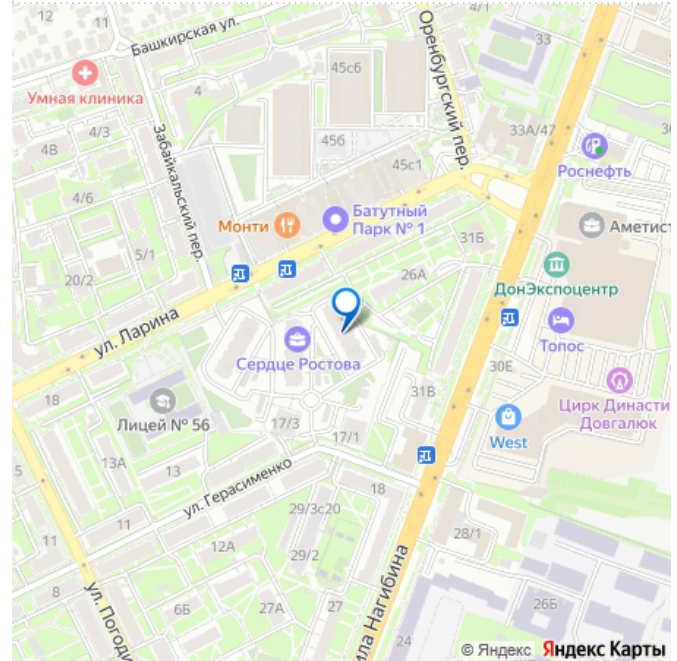 12
11
Башкирская ул.
4/1
33
Оренбургский пер.
45с6
Умная клиника
4
4/3
4В
Забайкальский пер.
45б
45с1
33А/47
Роснефть
4/6
Монти
Батутный
Парк № 1
31Б
Аметист
5/1
20/2
26А
ДонЭкспоцентр
ул. Ларина
Топос
Сердце Ростова
30Е
18
Лицей № 56
31В
Цирк Династи
Довгалюк
17/3
17/1
West
13А
13
5
ул. Герасименко
18
11
29/3с20
28/1
11
12А
29/2
8
ул. Погоди
6Б
27А
ила Нагибина
24
26Б
© Яндекс Яндекс Карты